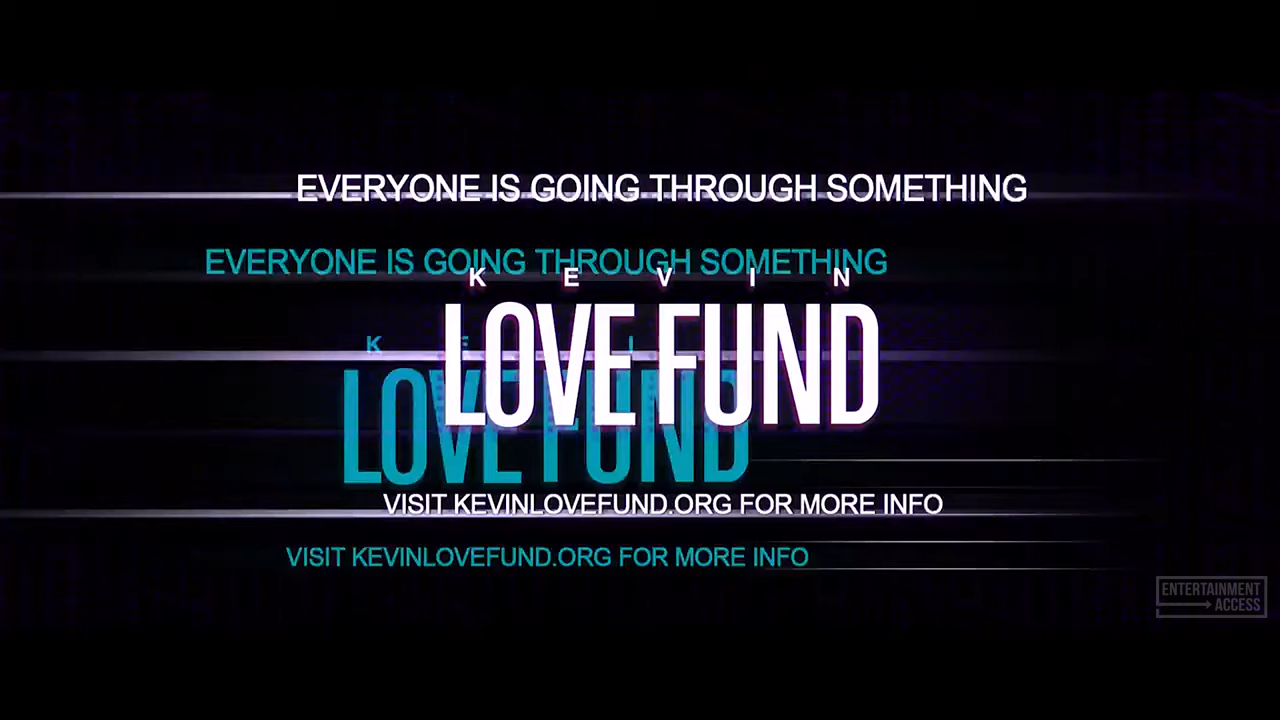 EVERYONE IS GOING THROUGH SOMETHING
EVERYONE IS GOING THROUGH SOMETHING
KEVIN
LOVE FUND
K E I
LOVE FUND
VISIT KEVINLOVEFUND.ORG FOR MORE INFO
VISIT KEVINLOVEFUND.ORG FOR MORE INFO
ENTERTAINMENT
ACCESS